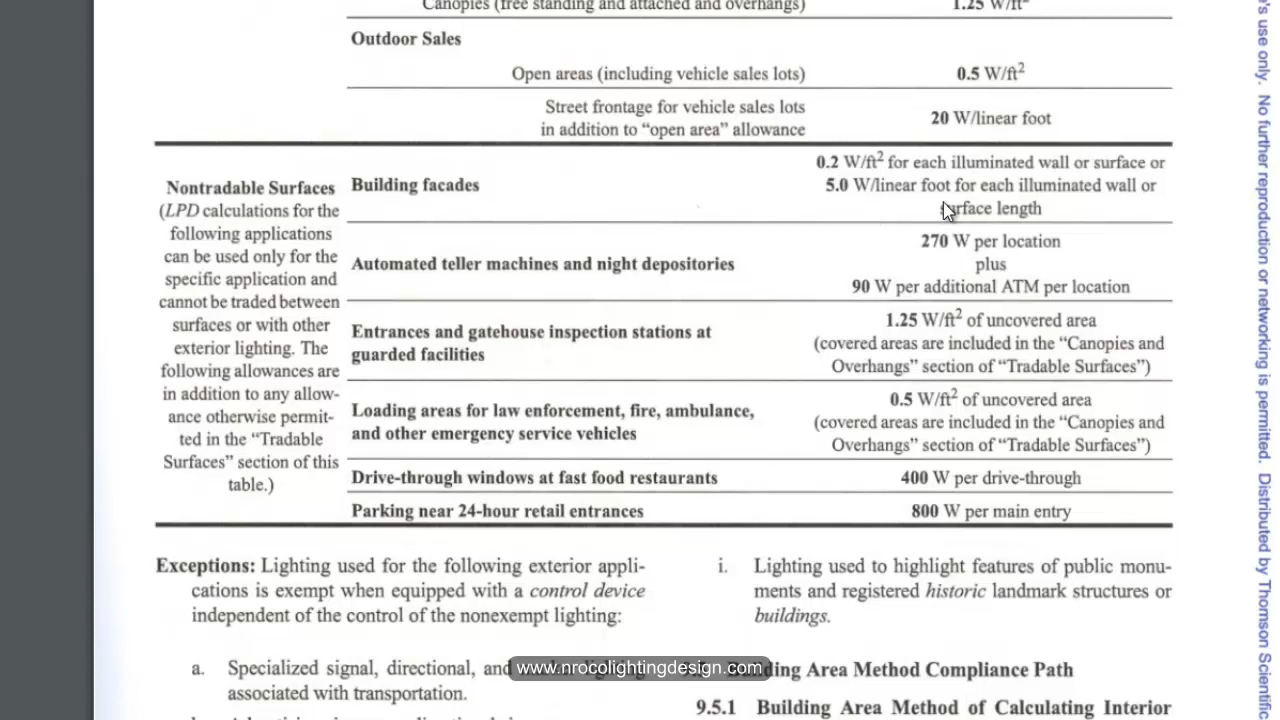 Canopies (free standing and attached and overhangs) 1.25 W/ft²
Outdoor Sales
Open areas (including vehicle sales lots) 0.5 W/ft²
Street frontage for vehicle sales lots
in addition to “open area” allowance
20 W/linear foot
Nontradable Surfaces
(LPD calculations for the
following applications
can be used only for the
specific application and
cannot be traded between
surfaces or with other
exterior lighting. The
following allowances are
in addition to any allow-
ance otherwise permit-
ted in the “Tradable
Surfaces” section of this
table.)
Building facades
0.2 W/ft² for each illuminated wall or surface or
5.0 W/linear foot for each illuminated wall or
surface length
Automated teller machines and night depositories
270 W per location
plus
90 W per additional ATM per location
Entrances and gatehouse inspection stations at
guarded facilities
1.25 W/ft² of uncovered area
(covered areas are included in the “Canopies and
Overhangs” section of “Tradable Surfaces”)
Loading areas for law enforcement, fire, ambulance,
and other emergency service vehicles
0.5 W/ft² of uncovered area
(covered areas are included in the “Canopies and
Overhangs” section of “Tradable Surfaces”)
Drive-through windows at fast food restaurants 400 W per drive-through
Parking near 24-hour retail entrances 800 W per main entry
Exceptions: Lighting used for the following exterior appli-
cations is exempt when equipped with a control device
independent of the control of the nonexempt lighting:
a. Specialized signal, directional, and
associated with transportation.
i. Lighting used to highlight features of public monu-
ments and registered historic landmark structures or
buildings.
Building Area Method Compliance Path
9.5.1 Building Area Method of Calculating Interior
www.nrocolightingdesign.com
's use only. No further reproduction or networking is permitted. Distributed by Thomson Scientific